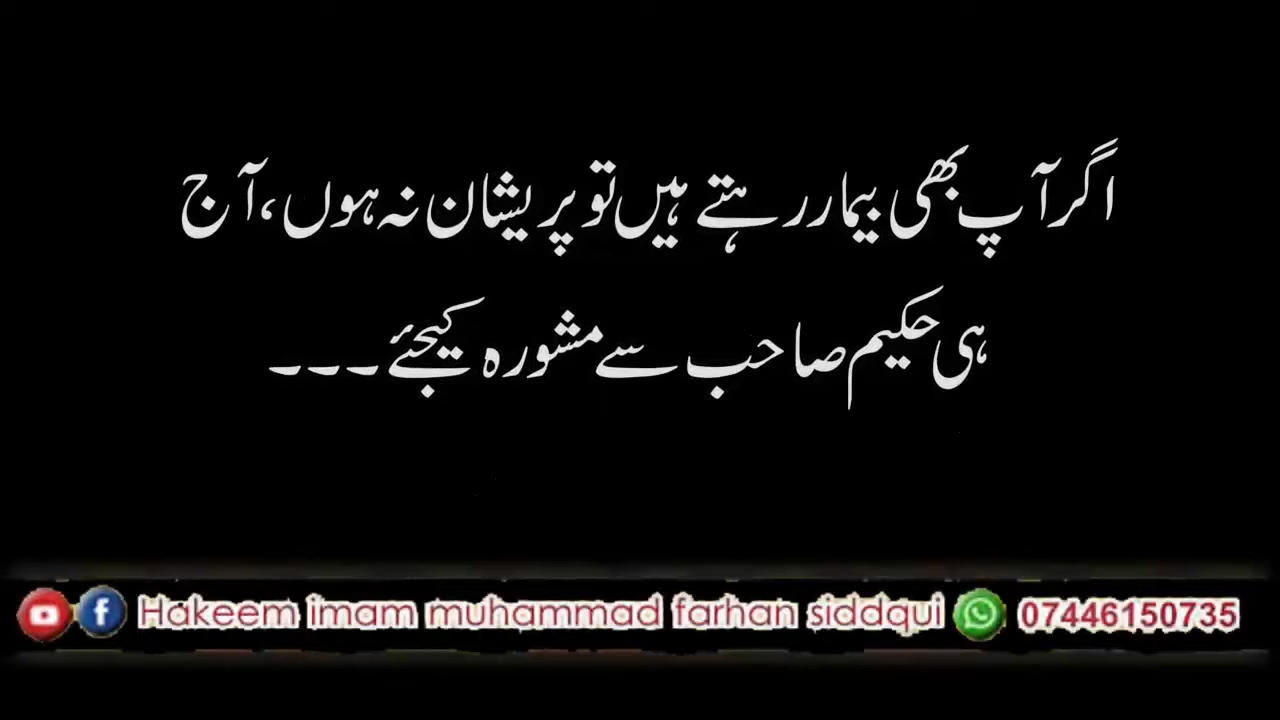 اگر آپ بھی بیمار رہتے ہیں تو پریشان نہ ہوں، آج
ہی حکیم صاحب سے مشورہ کیجئے ۔۔۔
Hakeem imam muhammad farhan siddqui 07446150735